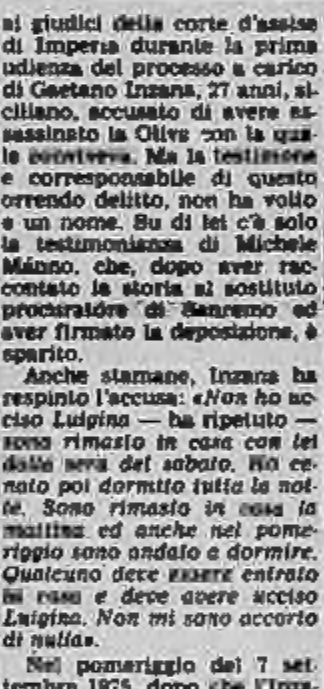 ai giudici della corte d'assise
di Imperia durante la prima
udienza del processo a carico
di Gaetano Inzana, 27 anni, si-
ciliano, accusato di avere as-
sassinato la Olive con la qua-
le conviveva. Ma la testimone
e corresponsabile di questo
orrendo delitto, non ha volto
e un nome. Su di lei c'è solo
la testimonianza di Michele
Manno, che, dopo aver rac-
contato la storia al sostituto
procuratore di Sanremo ed
aver firmato la deposizione, è
sparito.
Anche stamane, Inzana ha
respinto l'accusa: «Non ho uc-
ciso Luigina — ha ripetuto —
sono rimasto in casa con lei
dalla sera del sabato. Ho ce-
nato poi dormito tutta la not-
te. Sono rimasto in casa la
mattina ed anche nel pome-
riggio sono andato a dormire.
Qualcuno deve essere entrato
in casa e deve avere ucciso
Luigina. Non mi sono accorto
di nulla».
Nel pomeriggio del 7 set-
tembre 1975, dopo che l'Inza-